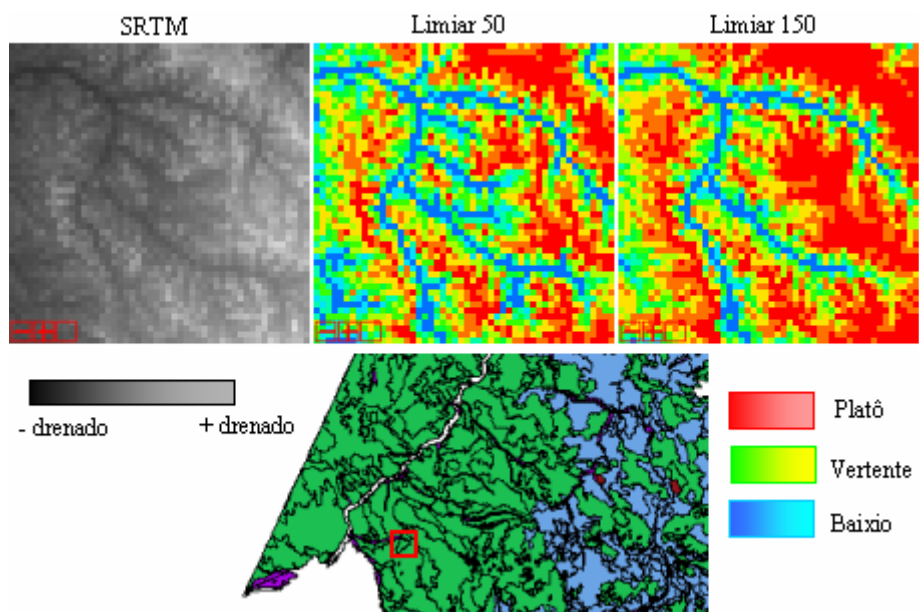 SRTM
Limiar 50
Limiar 150
- drenado
+ drenado
Platô
Vertente
Baixio